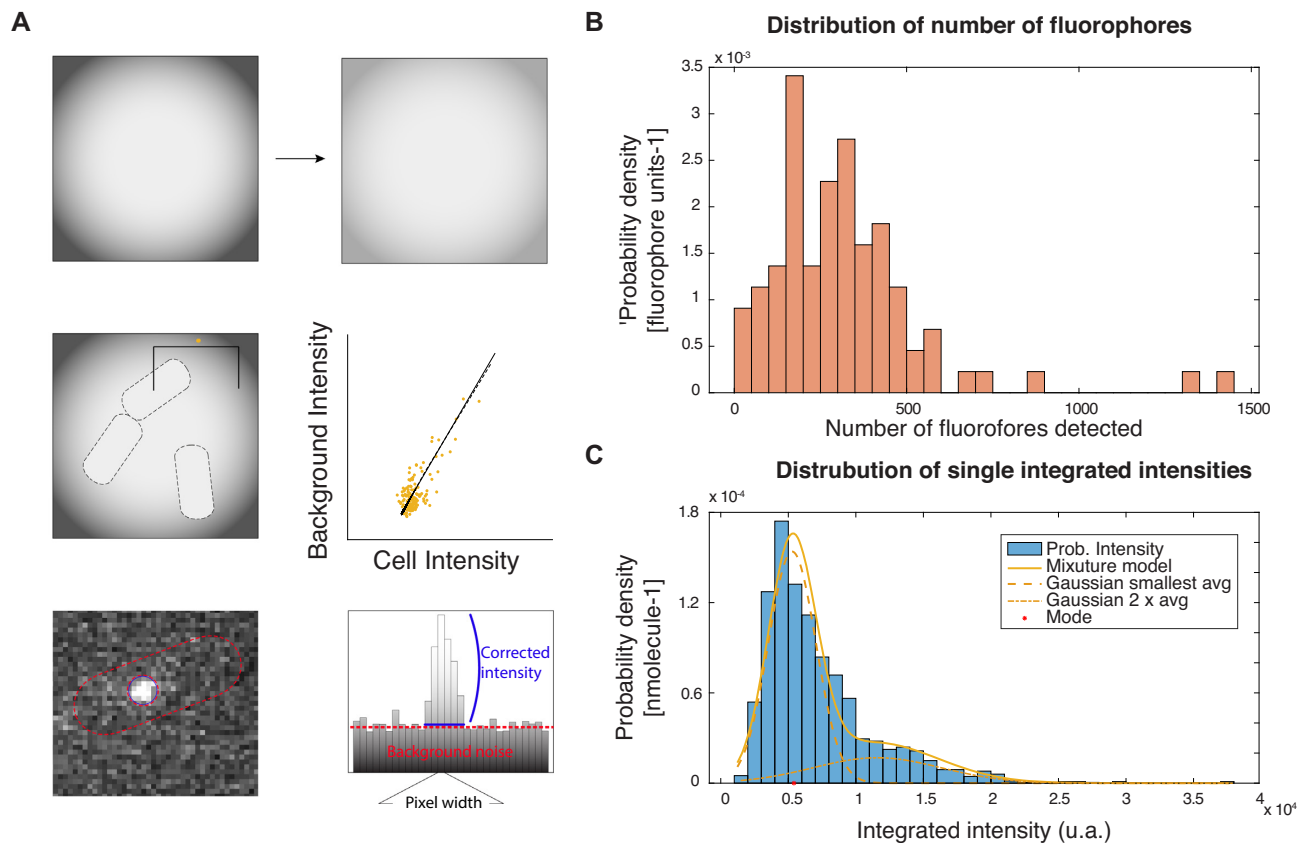 A
Background Intensity
Cell Intensity
Corrected
intensity
Background noise
Pixel width
B
Distribution of number of fluorophores
x 10-3
3.5
3
2.5
2
1.5
1
0.5
0
'Probability density
[fluorophore units-1]
0
500
1000
1500
Number of fluorofores detected
C
Distrubution of single integrated intensities
x 10-4
1.8
1.2
0.6
0
Probability density
[nmolecule-1]
Prob. Intensity
Mixuture model
Gaussian smallest avg
Gaussian 2 x avg
Mode
0
0.5
1
1.5
2
2.5
3
3.5
4
x 104
Integrated intensity (u.a.)